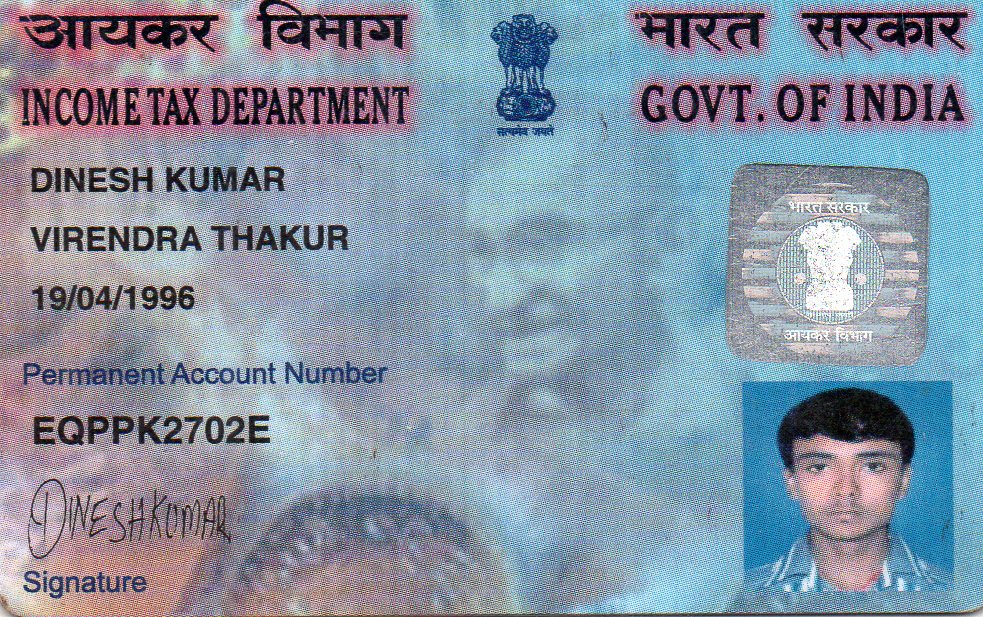 आयकर विभाग
INCOME TAX DEPARTMENT
सत्यमेव जयते
भारत सरकार
GOVT. OF INDIA
DINESH KUMAR
VIRENDRA THAKUR
19/04/1996
Permanent Account Number
EQPPK2702E
DINESHKUMAR
Signature
भारत सरकार
आयकर विभाग